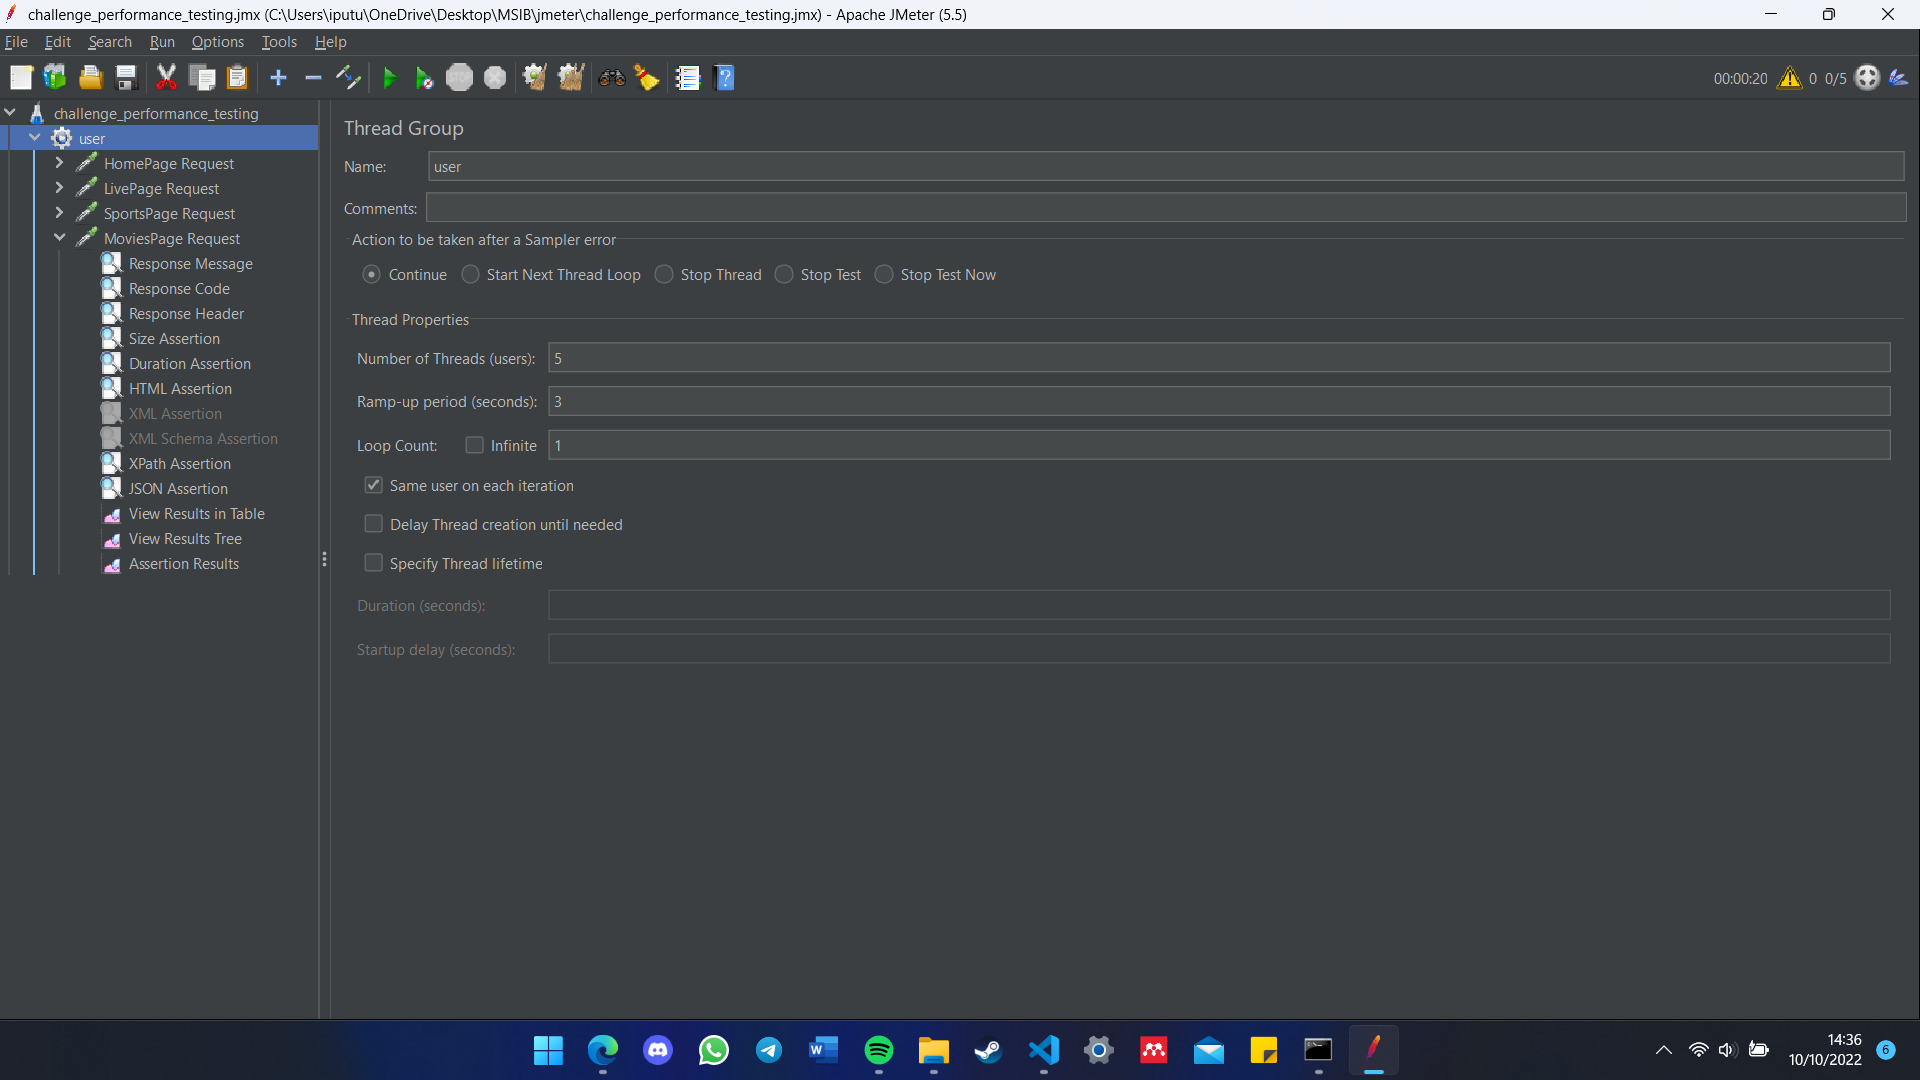 challenge_performance_testing.jmx (C:\Users\iputu\OneDrive\Desktop\MSIB\jmeter\challenge_performance_testing.jmx) - Apache JMeter (5.5)
File Edit Search Run Options Tools Help
STOP
00:00:20 0 0/5
challenge_performance_testing
user
HomePage Request
LivePage Request
SportsPage Request
MoviesPage Request
Response Message
Response Code
Response Header
Size Assertion
Duration Assertion
HTML Assertion
XML Assertion
XML Schema Assertion
XPath Assertion
JSON Assertion
View Results in Table
View Results Tree
Assertion Results
Thread Group
Name: user
Comments:
Action to be taken after a Sampler error
Continue Start Next Thread Loop Stop Thread Stop Test Stop Test Now
Thread Properties
Number of Threads (users): 5
Ramp-up period (seconds): 3
Loop Count: Infinite 1
Same user on each iteration
Delay Thread creation until needed
Specify Thread lifetime
Duration (seconds):
Startup delay (seconds):
14:36
10/10/2022 6